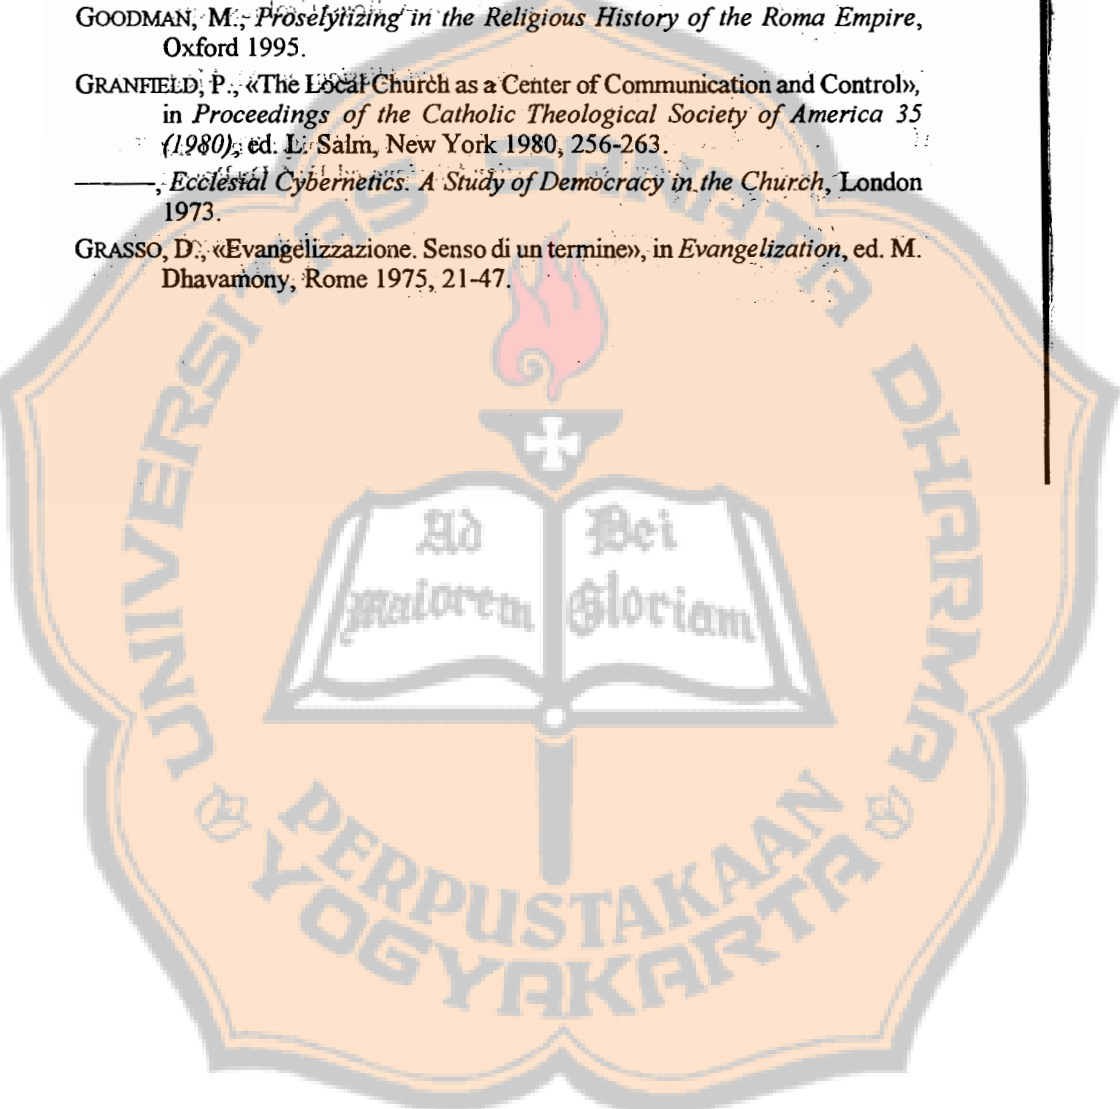 GOODMAN, M., Proselytizing in the Religious History of the Roma Empire,
Oxford 1995.
GRANFIELD, P., «The Local Church as a Center of Communication and Control»,
in Proceedings of the Catholic Theological Society of America 35
(1980), ed. L. Salm, New York 1980, 256-263.
———, Ecclesial Cybernetics. A Study of Democracy in the Church, London
1973.
GRASSO, D., «Evangelizzazione. Senso di un termine», in Evangelization, ed. M.
Dhavamony, Rome 1975, 21-47.
UNIVERSITAS SANATA DHARMA
Ad Dei
maiorem Gloriam
PERPUSTAKAAN
YOGYAKARTA